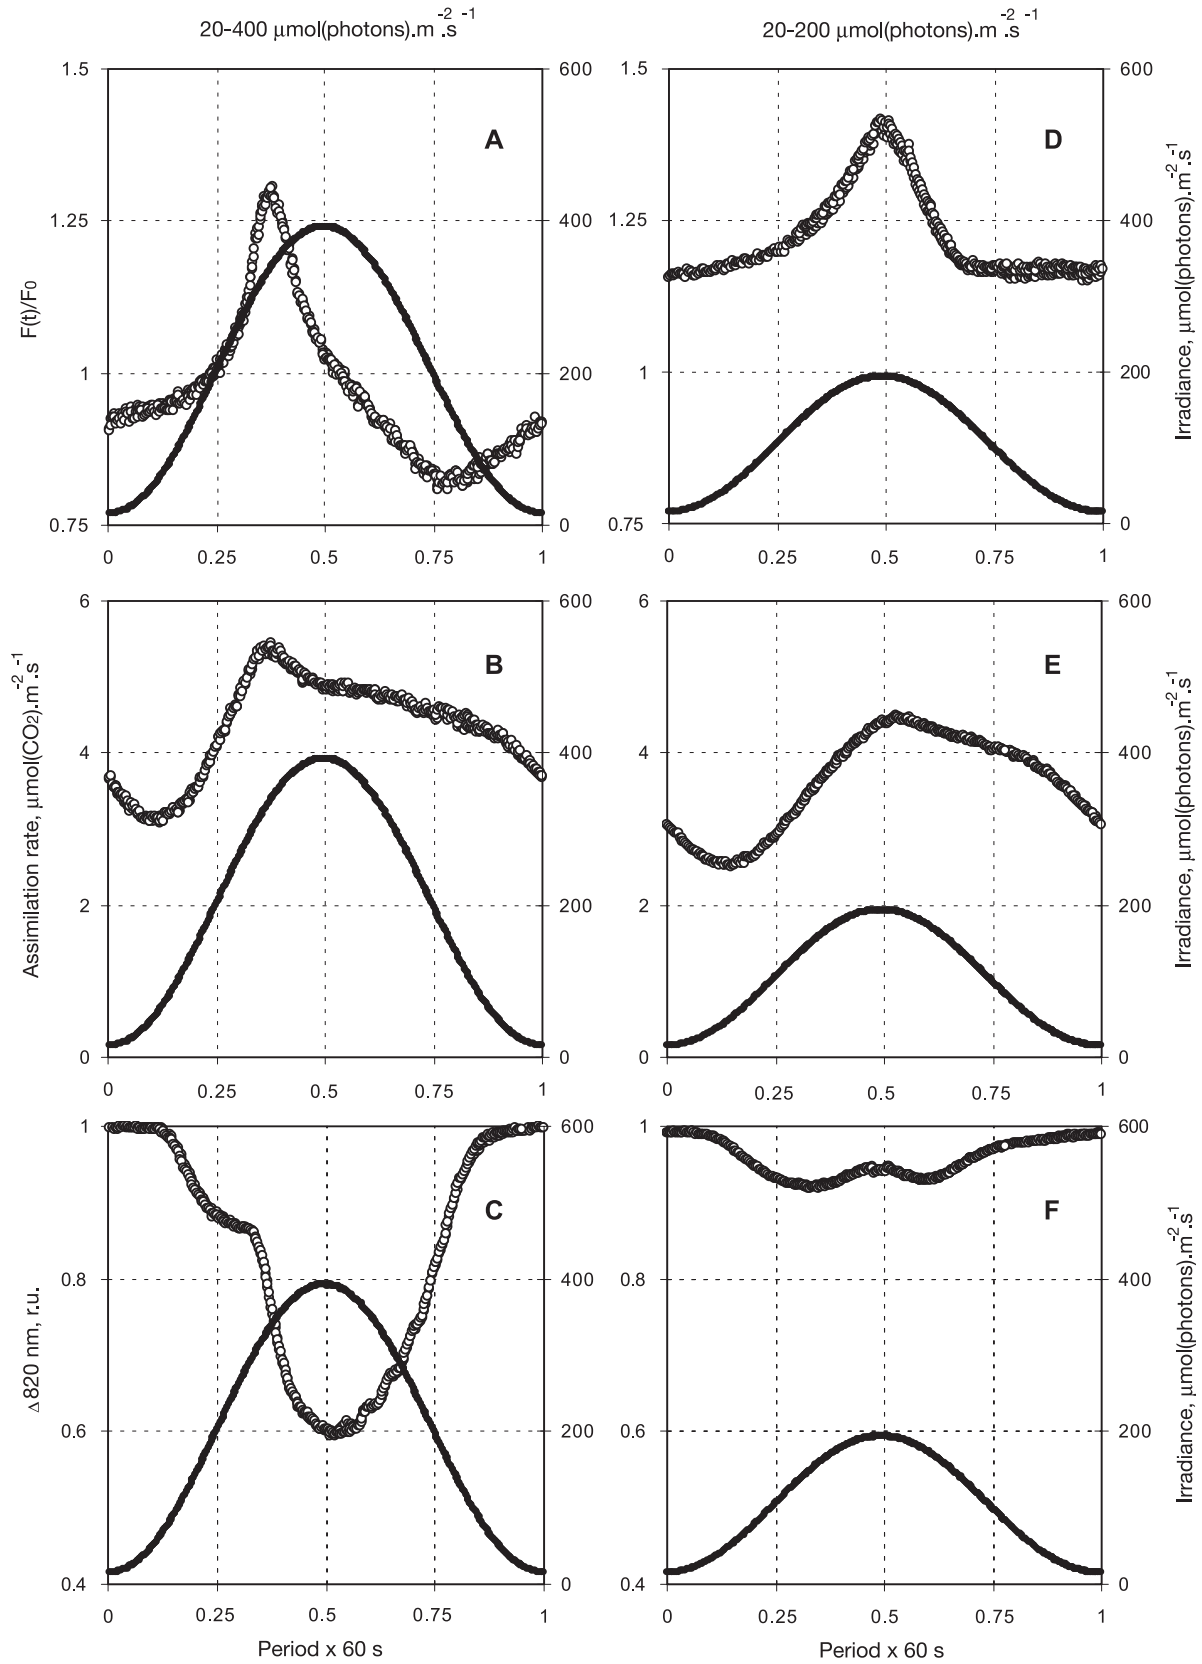 20-400 μmol(photons).m-2.s-1
20-200 μmol(photons).m-2.s-1
1.5
1.25
1
0.75
F(t)/F0
600
400
200
0
A
0 0.25 0.5 0.75 1
1.5
1.25
1
0.75
600
400
200
0
Irradiance, μmol(photons).m-2.s-1
D
0 0.25 0.5 0.75 1
6
4
2
0
Assimilation rate, μmol(CO2).m-2.s-1
600
400
200
0
B
0 0.25 0.5 0.75 1
6
4
2
0
600
400
200
0
Irradiance, μmol(photons).m-2.s-1
E
0 0.25 0.5 0.75 1
1
0.8
0.6
0.4
Δ820 nm, r.u.
600
400
200
0
C
0 0.25 0.5 0.75 1
Period x 60 s
1
0.8
0.6
0.4
600
400
200
0
Irradiance, μmol(photons).m-2.s-1
F
0 0.25 0.5 0.75 1
Period x 60 s